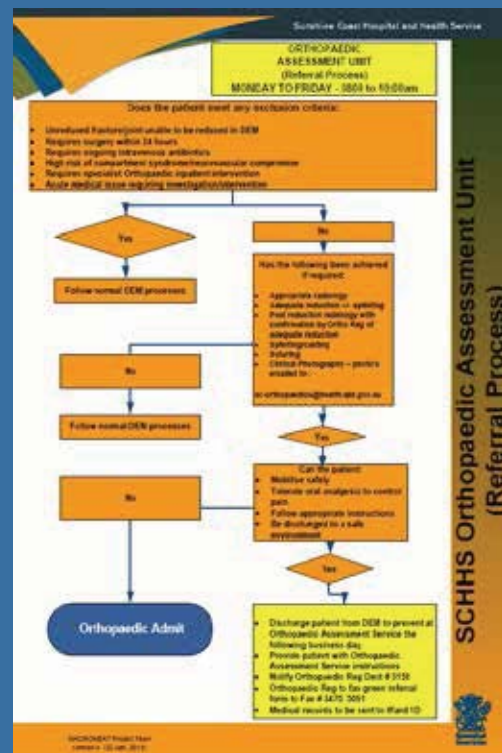 Sunshine Coast Hospital and Health Service
ORTHOPAEDIC
ASSESSMENT UNIT
(Referral Process)
MONDAY TO FRIDAY - 0800 to 10:00am
Does the patient meet any exclusion criteria:
Unreduced fracture/joint unable to be reduced in DEM
Requires surgery within 24 hours
Requires ongoing intravenous antibiotics
High risk of compartment syndrome/neurovascular compromise
Requires specialist Orthopaedic inpatient intervention
Acute medical issue requiring investigation/intervention
Yes
No
Follow normal DEM processes
Has the following been achieved
if required:
Appropriate radiology
Adequate reduction +/- splinting
Post reduction radiology with
confirmation by Ortho Reg of
adequate reduction
Splinting/casting
Suturing
Clinical Photography – photo's
emailed to
No
Follow normal DEM processes
Yes
Can the patient:
Mobilise safely
Tolerate oral analgesia to control
pain
Follow appropriate instructions
Be discharged to a safe
environment
No
Yes
Orthopaedic Admit
Discharge patient from DEM to present at
Orthopaedic Assessment Service the
following business day
Provide patient with Orthopaedic
Assessment Service instructions
Notify Orthopaedic Reg Dect #
Orthopaedic Reg to fax green referral
form to Fax #
Medical records to be sent to
SCHHS Orthopaedic Assessment Unit
(Referral Process)